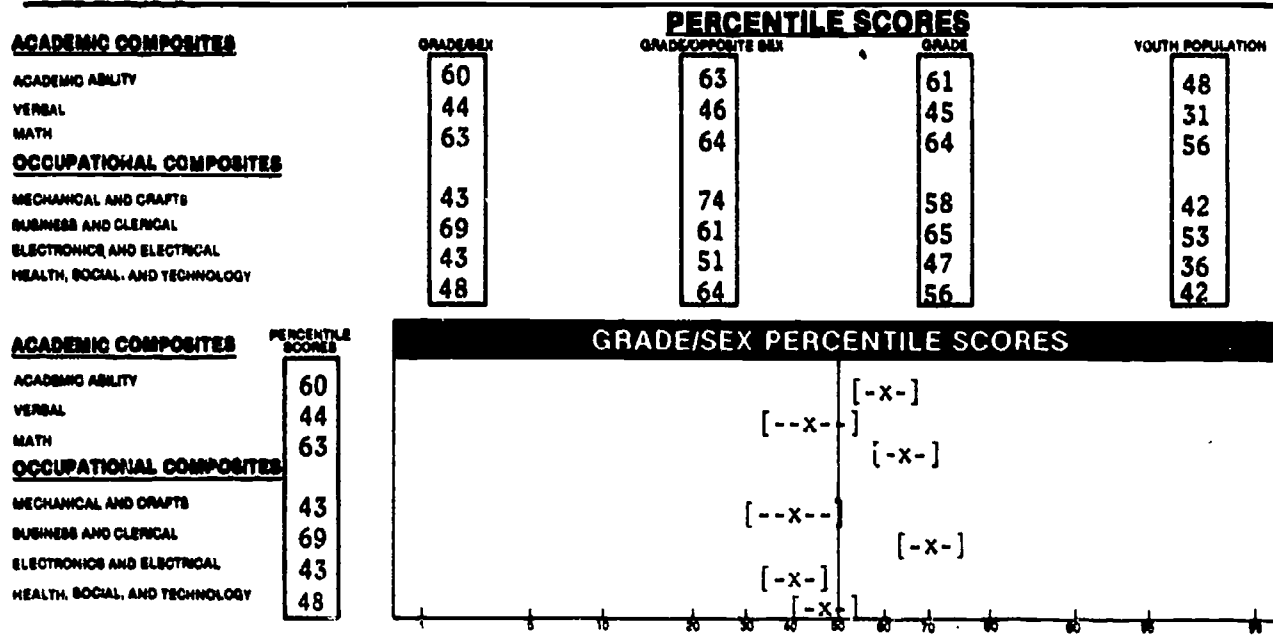 PERCENTILE SCORES
ACADEMIC COMPOSITES GRADE/SEX GRADE/OPPOSITE SEX GRADE YOUTH POPULATION
ACADEMIC ABILITY 60 63 61 48
VERBAL 44 46 45 31
MATH 63 64 64 56
OCCUPATIONAL COMPOSITES
MECHANICAL AND CRAFTS 43 74 58 42
BUSINESS AND CLERICAL 69 61 65 53
ELECTRONICS AND ELECTRICAL 43 51 47 36
HEALTH, SOCIAL, AND TECHNOLOGY 48 64 56 42
ACADEMIC COMPOSITES PERCENTILE SCORES GRADE/SEX PERCENTILE SCORES
ACADEMIC ABILITY 60 [-X-]
VERBAL 44 [--X--]
MATH 63 [-X-]
OCCUPATIONAL COMPOSITES
MECHANICAL AND CRAFTS 43 [--X--]
BUSINESS AND CLERICAL 69 [-X-]
ELECTRONICS AND ELECTRICAL 43 [-X-]
HEALTH, SOCIAL, AND TECHNOLOGY 48 [-X-]
1 5 10 20 30 40 50 60 70 80 90 95 99